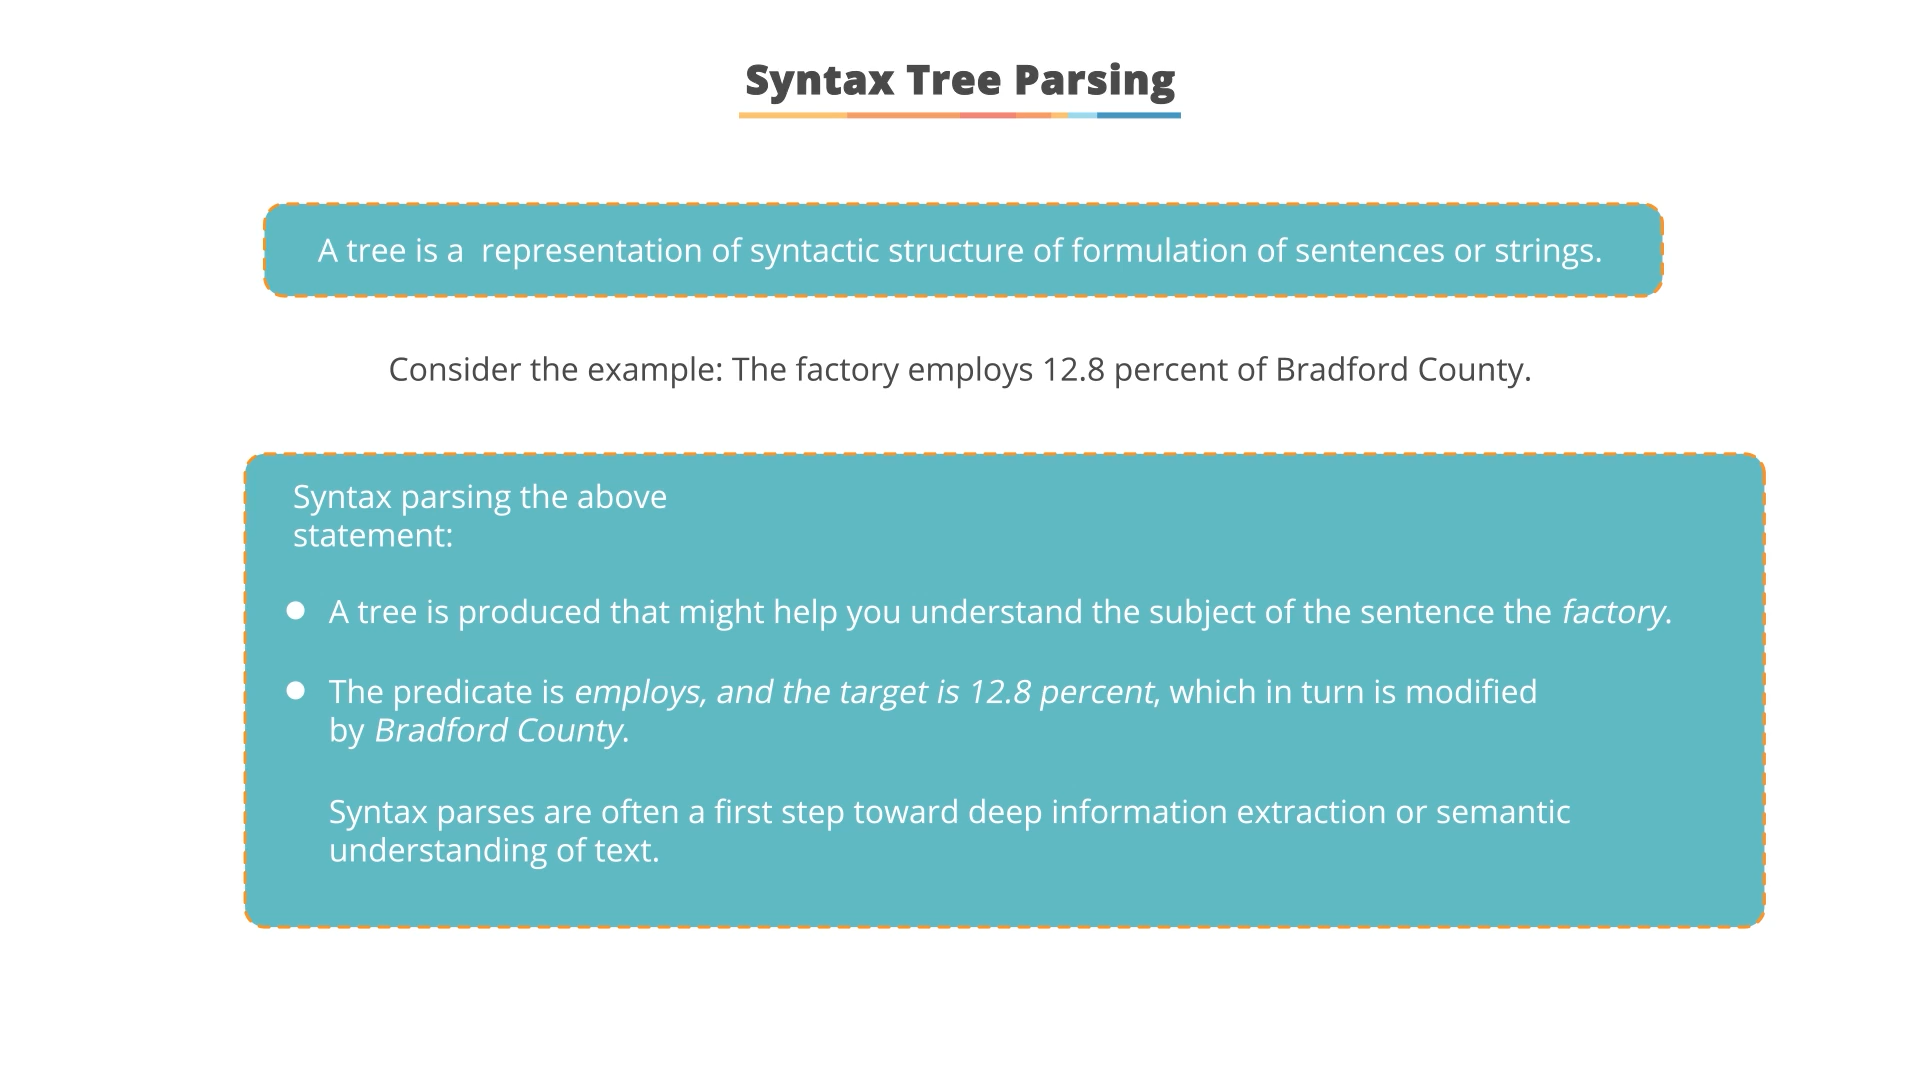 Syntax Tree Parsing
A tree is a  representation of syntactic structure of formulation of sentences or strings.
Consider the example: The factory employs 12.8 percent of Bradford County.
Syntax parsing the above
statement:
● A tree is produced that might help you understand the subject of the sentence the factory.
● The predicate is employs, and the target is 12.8 percent, which in turn is modified
by Bradford County.
Syntax parses are often a first step toward deep information extraction or semantic
understanding of text.